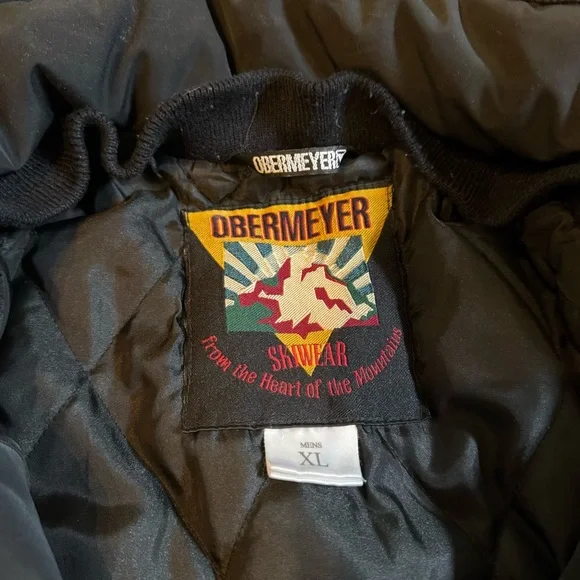 OBERMEYER
OBERMEYER
SKIWEAR
from the Heart of the Mountains
MENS
XL